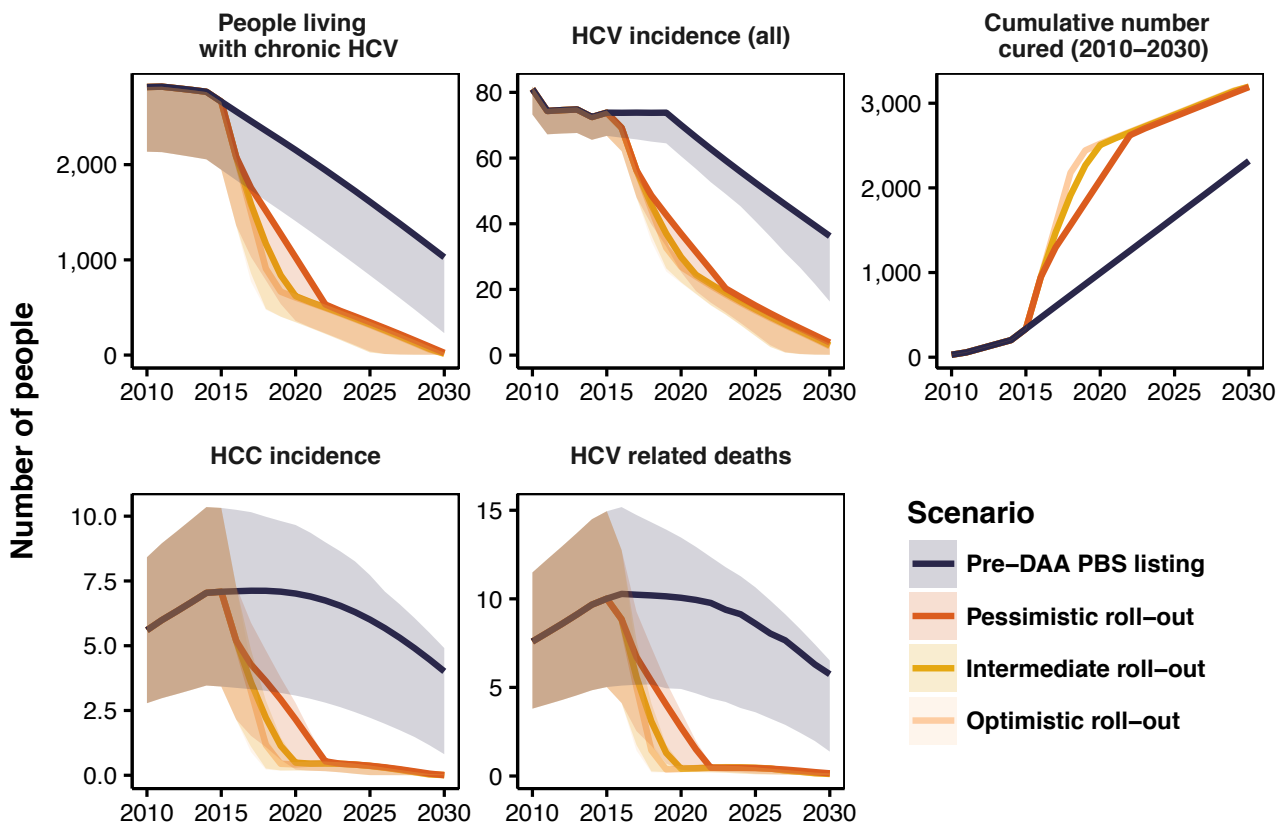 People living
with chronic HCV
HCV incidence (all)
Cumulative number
cured (2010–2030)
Number of people
2,000
1,000
0
2010 2015 2020 2025 2030
80
60
40
20
0
2010 2015 2020 2025 2030
3,000
2,000
1,000
0
2010 2015 2020 2025 2030
HCC incidence
HCV related deaths
10.0
7.5
5.0
2.5
0.0
2010 2015 2020 2025 2030
15
10
5
0
2010 2015 2020 2025 2030
Scenario
Pre–DAA PBS listing
Pessimistic roll–out
Intermediate roll–out
Optimistic roll–out